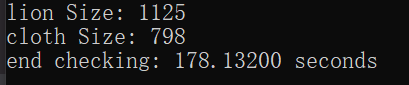 lion Size: 1125
cloth Size: 798
end checking: 178.13200 seconds